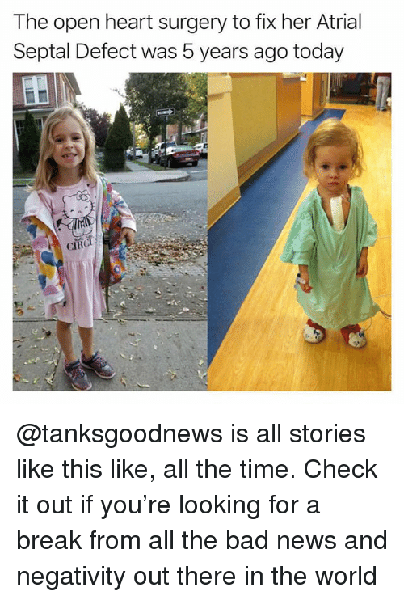 The open heart surgery to fix her Atrial
Septal Defect was 5 years ago today
@tanksgoodnews is all stories
like this like, all the time. Check
it out if you’re looking for a
break from all the bad news and
negativity out there in the world